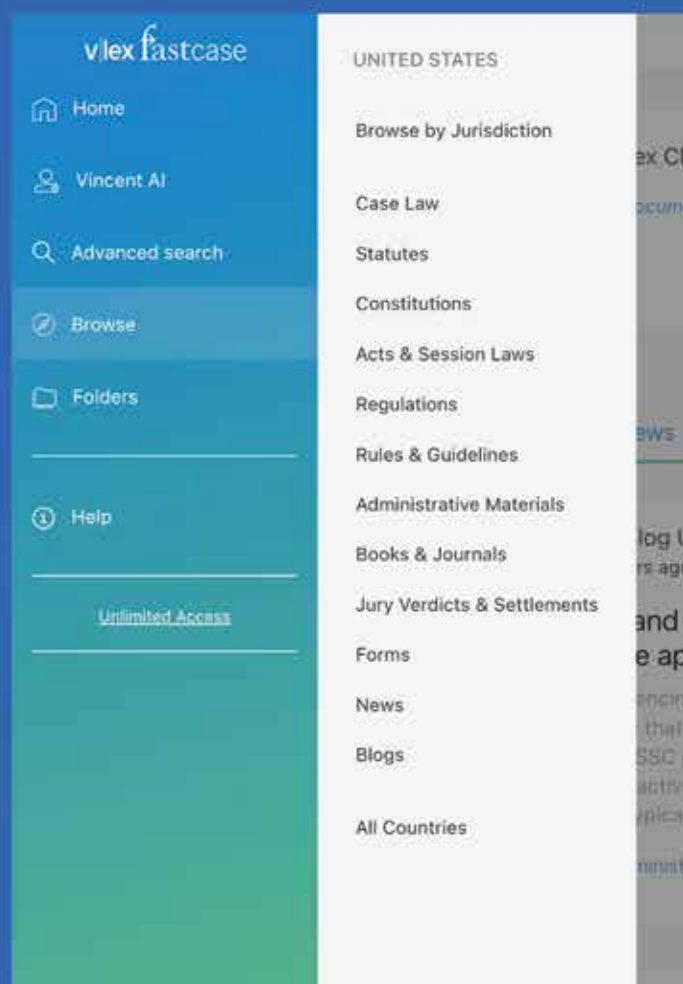 v|lex fastcase
Home
Vincent AI
Advanced search
Browse
Folders
Help
Unlimited Access
UNITED STATES
Browse by Jurisdiction
Case Law
Statutes
Constitutions
Acts & Session Laws
Regulations
Rules & Guidelines
Administrative Materials
Books & Journals
Jury Verdicts & Settlements
Forms
News
Blogs
All Countries
and